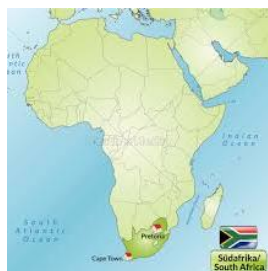 Indian
Ocean
South
Atlantic
Ocean
Pretoria
Cape Town
Südafrika/
South Africa